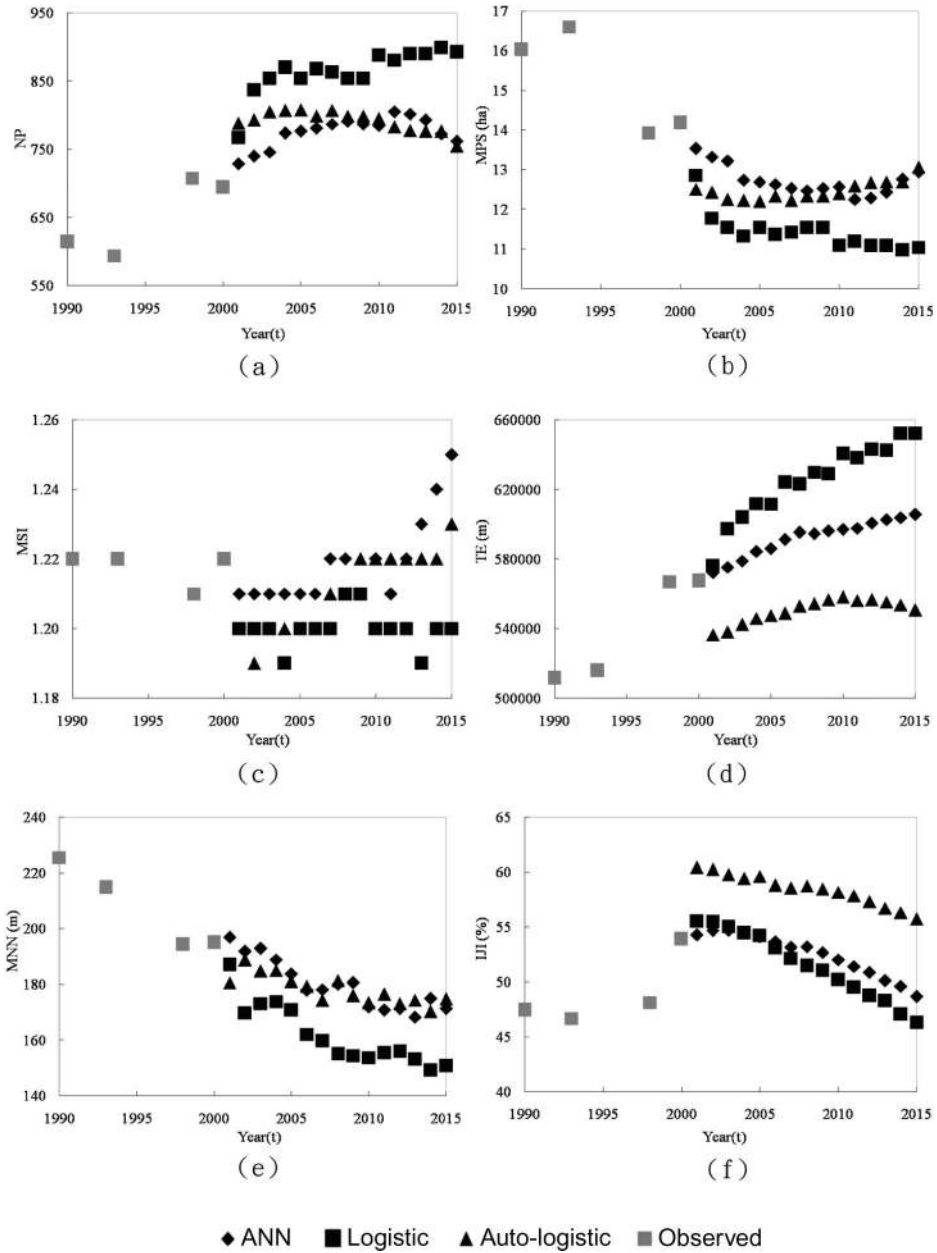 950
850
750
650
550
NP
1990 1995 2000 2005 2010 2015
Year(t)
(a)
17
16
15
14
13
12
11
10
MPS (ha)
1990 1995 2000 2005 2010 2015
Year(t)
(b)
1.26
1.24
1.22
1.20
1.18
MSI
1990 1995 2000 2005 2010 2015
Year(t)
(c)
660000
620000
580000
540000
500000
TE (m)
1990 1995 2000 2005 2010 2015
Year(t)
(d)
240
220
200
180
160
140
MNN (m)
1990 1995 2000 2005 2010 2015
Year(t)
(e)
65
60
55
50
45
40
IJI (%)
1990 1995 2000 2005 2010 2015
Year(t)
(f)
ANN Logistic Auto-logistic Observed